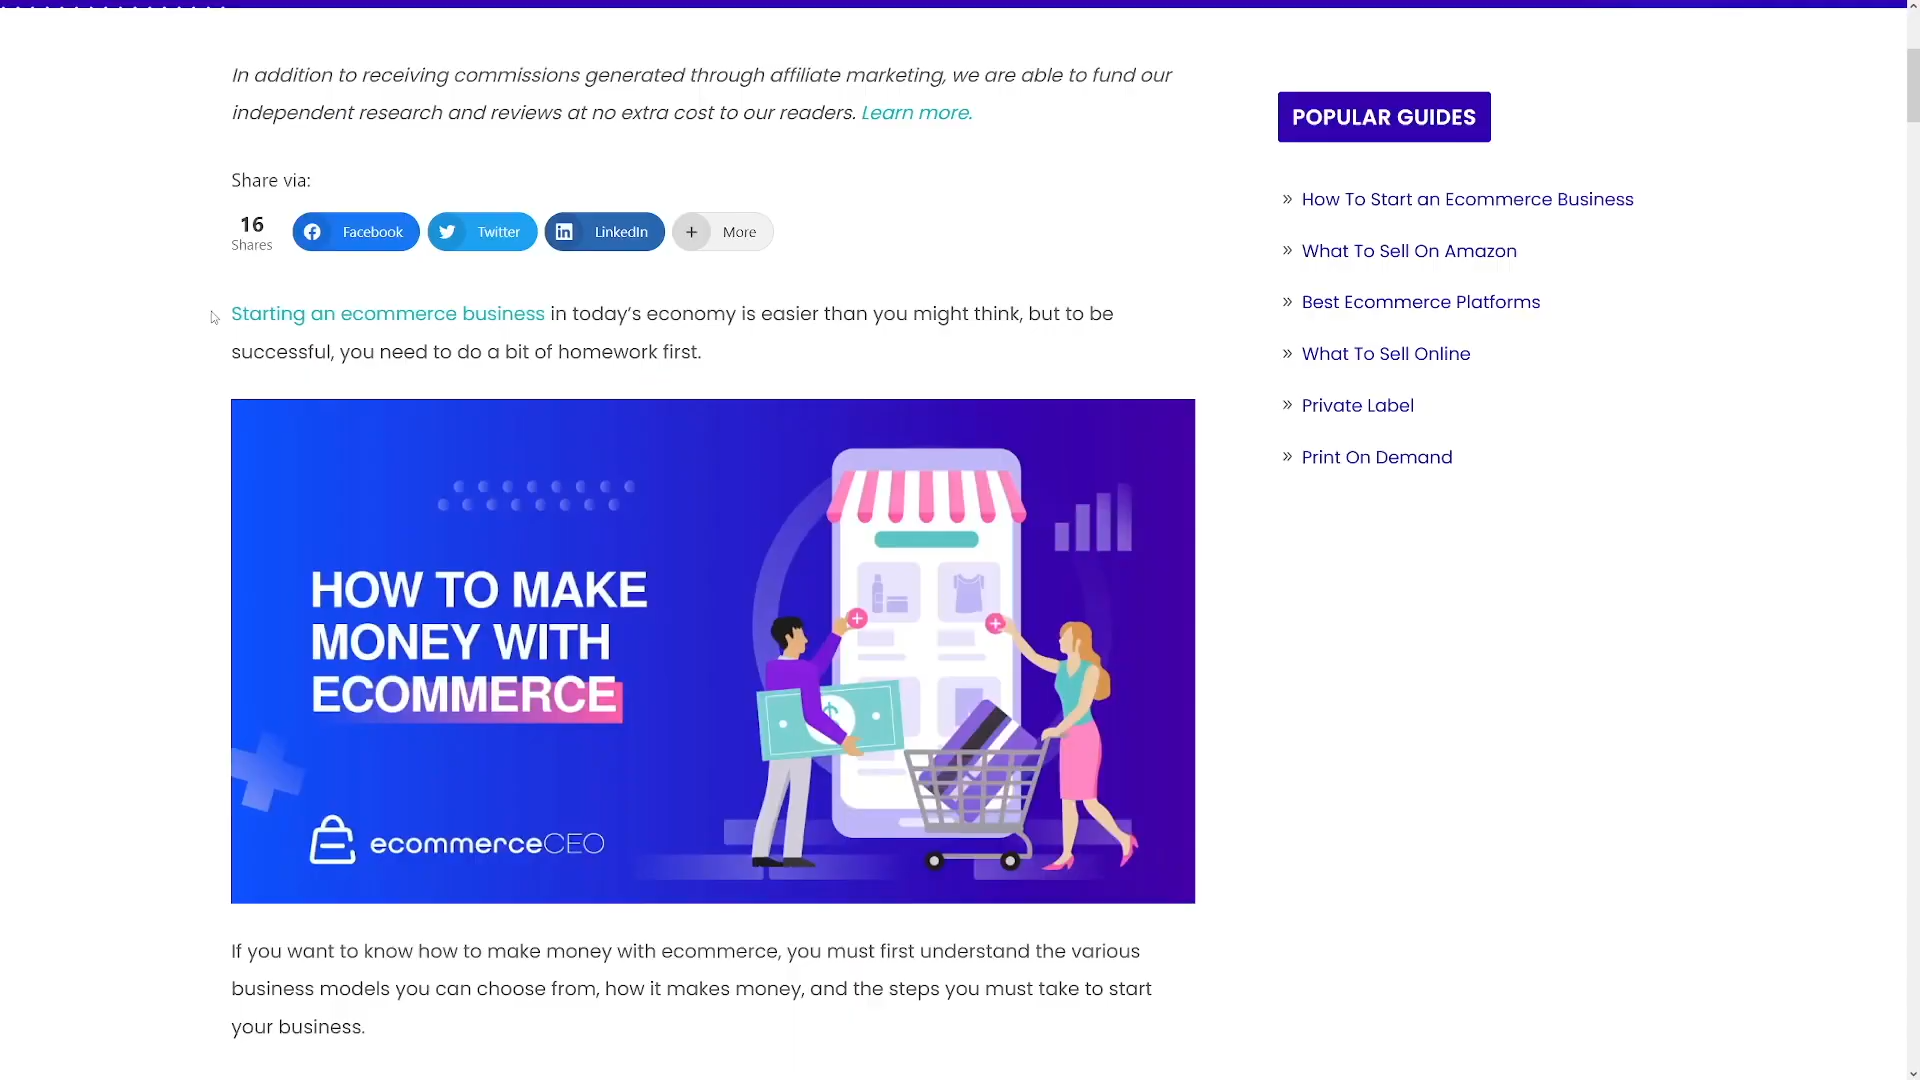 In addition to receiving commissions generated through affiliate marketing, we are able to fund our
independent research and reviews at no extra cost to our readers. Learn more.
Share via:
16
Shares
Facebook
Twitter
LinkedIn
More
Starting an ecommerce business in today's economy is easier than you might think, but to be
successful, you need to do a bit of homework first.
HOW TO MAKE
MONEY WITH
ECOMMERCE
ecommerceCEO
If you want to know how to make money with ecommerce, you must first understand the various
business models you can choose from, how it makes money, and the steps you must take to start
your business.
POPULAR GUIDES
» How To Start an Ecommerce Business
» What To Sell On Amazon
» Best Ecommerce Platforms
» What To Sell Online
» Private Label
» Print On Demand